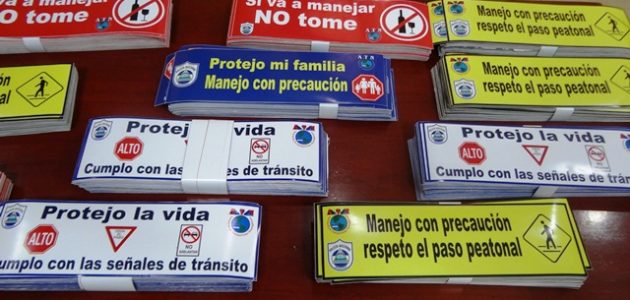 Si va a manejar
NO tome
Si va a manejar
NO tome
Manejo con precaución
respeto el paso peatonal
Protejo mi familia
Manejo con precaución
Manejo con precaución
respeto el paso peatonal
Protejo la vida
ALTO
Cumplo con las señales de tránsito
Protejo la vida
ALTO
Cumplo con las señales de tránsito
Protejo la vida
ALTO
Cumplo con las señales de tránsito
Manejo con precaución
respeto el paso peatonal